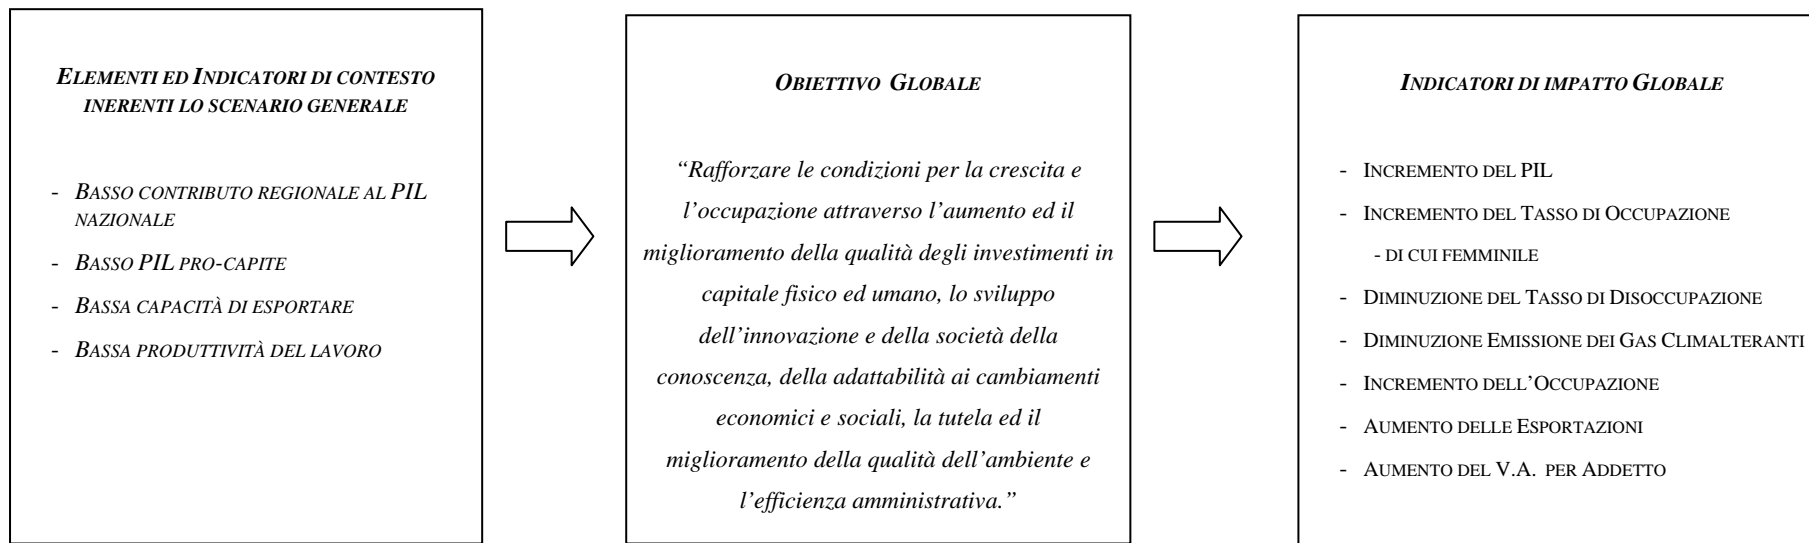 ELEMENTI ED INDICATORI DI CONTESTO
INERENTI LO SCENARIO GENERALE
- BASSO CONTRIBUTO REGIONALE AL PIL
NAZIONALE
- BASSO PIL PRO-CAPITE
- BASSA CAPACITÀ DI ESPORTARE
- BASSA PRODUTTIVITÀ DEL LAVORO
OBIETTIVO GLOBALE
“Rafforzare le condizioni per la crescita e
l’occupazione attraverso l’aumento ed il
miglioramento della qualità degli investimenti in
capitale fisico ed umano, lo sviluppo
dell’innovazione e della società della
conoscenza, della adattabilità ai cambiamenti
economici e sociali, la tutela ed il
miglioramento della qualità dell’ambiente e
l’efficienza amministrativa.”
INDICATORI DI IMPATTO GLOBALE
- INCREMENTO DEL PIL
- INCREMENTO DEL TASSO DI OCCUPAZIONE
- DI CUI FEMMINILE
- DIMINUZIONE DEL TASSO DI DISOCCUPAZIONE
- DIMINUZIONE EMISSIONE DEI GAS CLIMALTERANTI
- INCREMENTO DELL’OCCUPAZIONE
- AUMENTO DELLE ESPORTAZIONI
- AUMENTO DEL V.A. PER ADDETTO